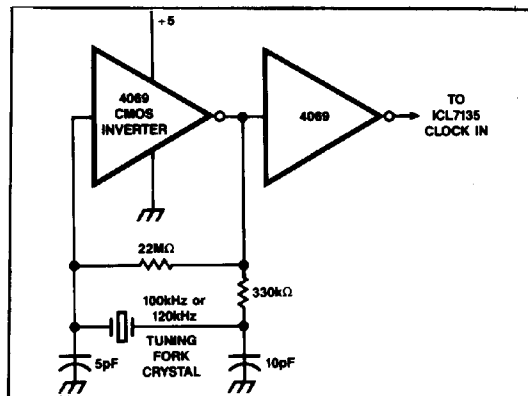 +5
4069
CMOS
INVERTER
4069
TO
ICL7135
CLOCK IN
22MΩ
330kΩ
100kHz or
120kHz
TUNING
FORK
CRYSTAL
5pF
10pF